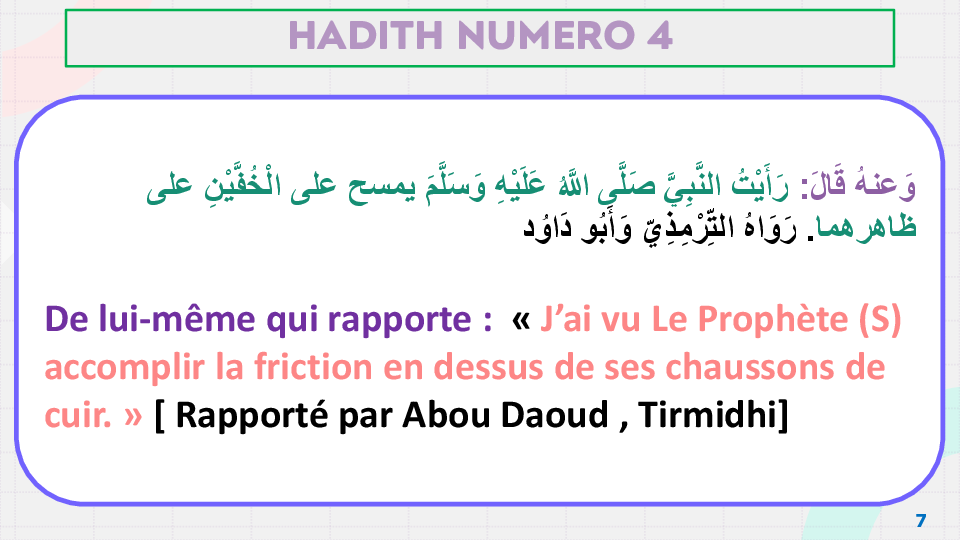 HADITH NUMERO 4
وَعنهُ قَالَ: رَأَيْتُ النَّبِيَّ صَلَّى اللَّهُ عَلَيْهِ وَسَلَّمَ يمسح على الْخُفَّيْنِ على
ظاهرهما. رَوَاهُ التِّرْمِذِيّ وَأَبُو دَاوُد
De lui-même qui rapporte : « J’ai vu Le Prophète (S)
accomplir la friction en dessus de ses chaussons de
cuir. » [ Rapporté par Abou Daoud , Tirmidhi]
7